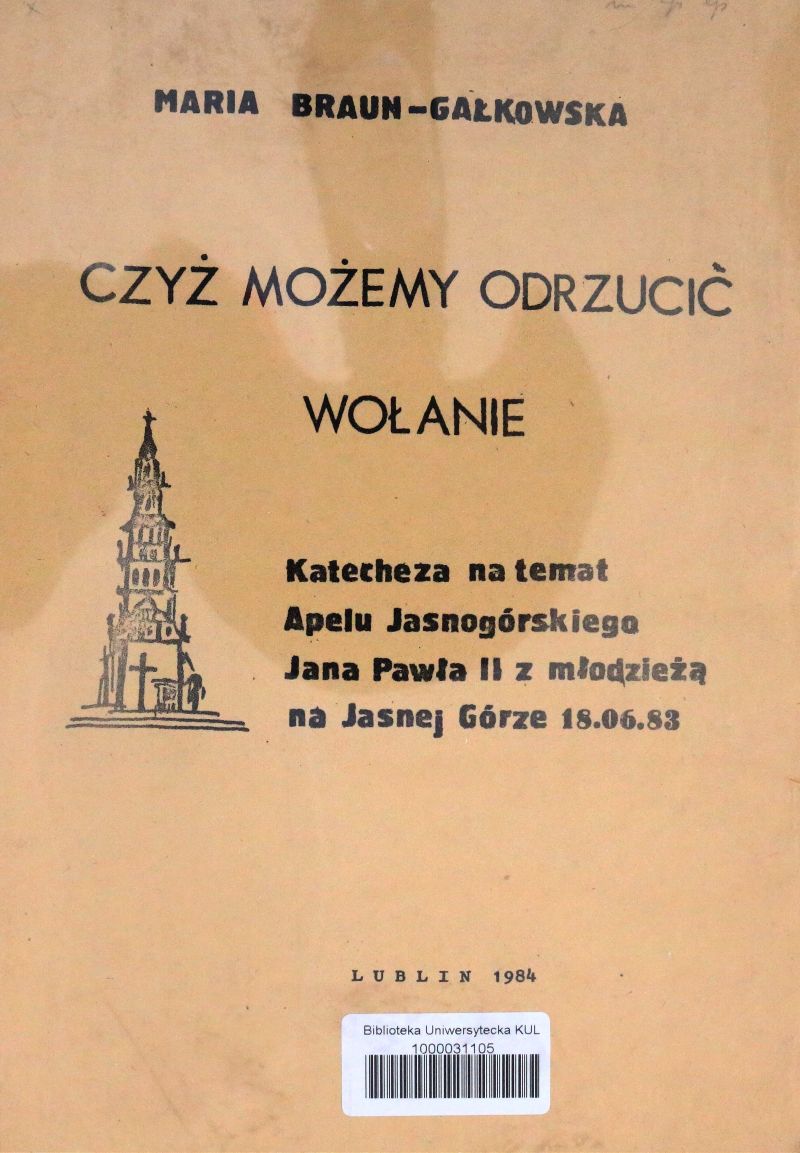 MARIA BRAUN-GAŁKOWSKA
CZYŻ MOŻEMY ODRZUCIĆ
WOŁANIE
Katecheza na temat
Apelu Jasnogórskiego
Jana Pawła II z młodzieżą
na Jasnej Górze 18.06.83
LUBLIN 1984
Biblioteka Uniwersytecka KUL
1000031105